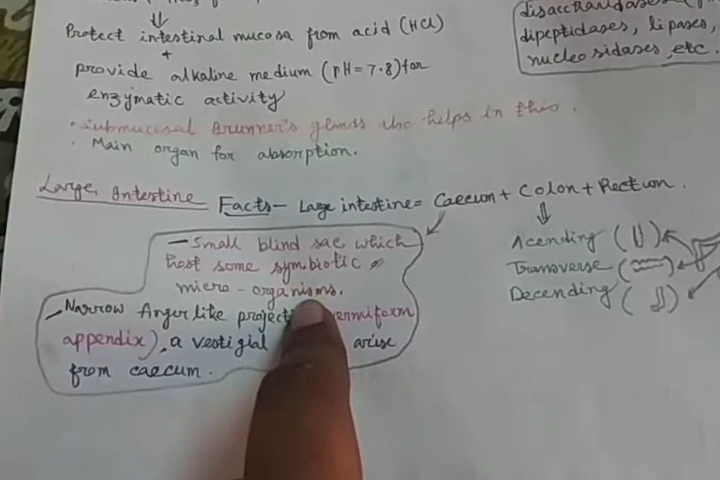 Protect intestinal mucosa from acid (HCl)
+
provide alkaline medium (pH = 7.8) for
enzymatic activity
• Submucosal Brunner's glands also helps in this.
• Main organ for absorption.
disaccharidases
dipeptidases, lipases,
nucleosidases, etc.
Large Intestine Facts - Large intestine = Caecum + Colon + Rectum.
- Small blind sac which
host some symbiotic
micro-organisms.
- Narrow finger like vermiform
appendix), a vestigial arise
from caecum.
Acending ( )
Transverse ( )
Decending ( )